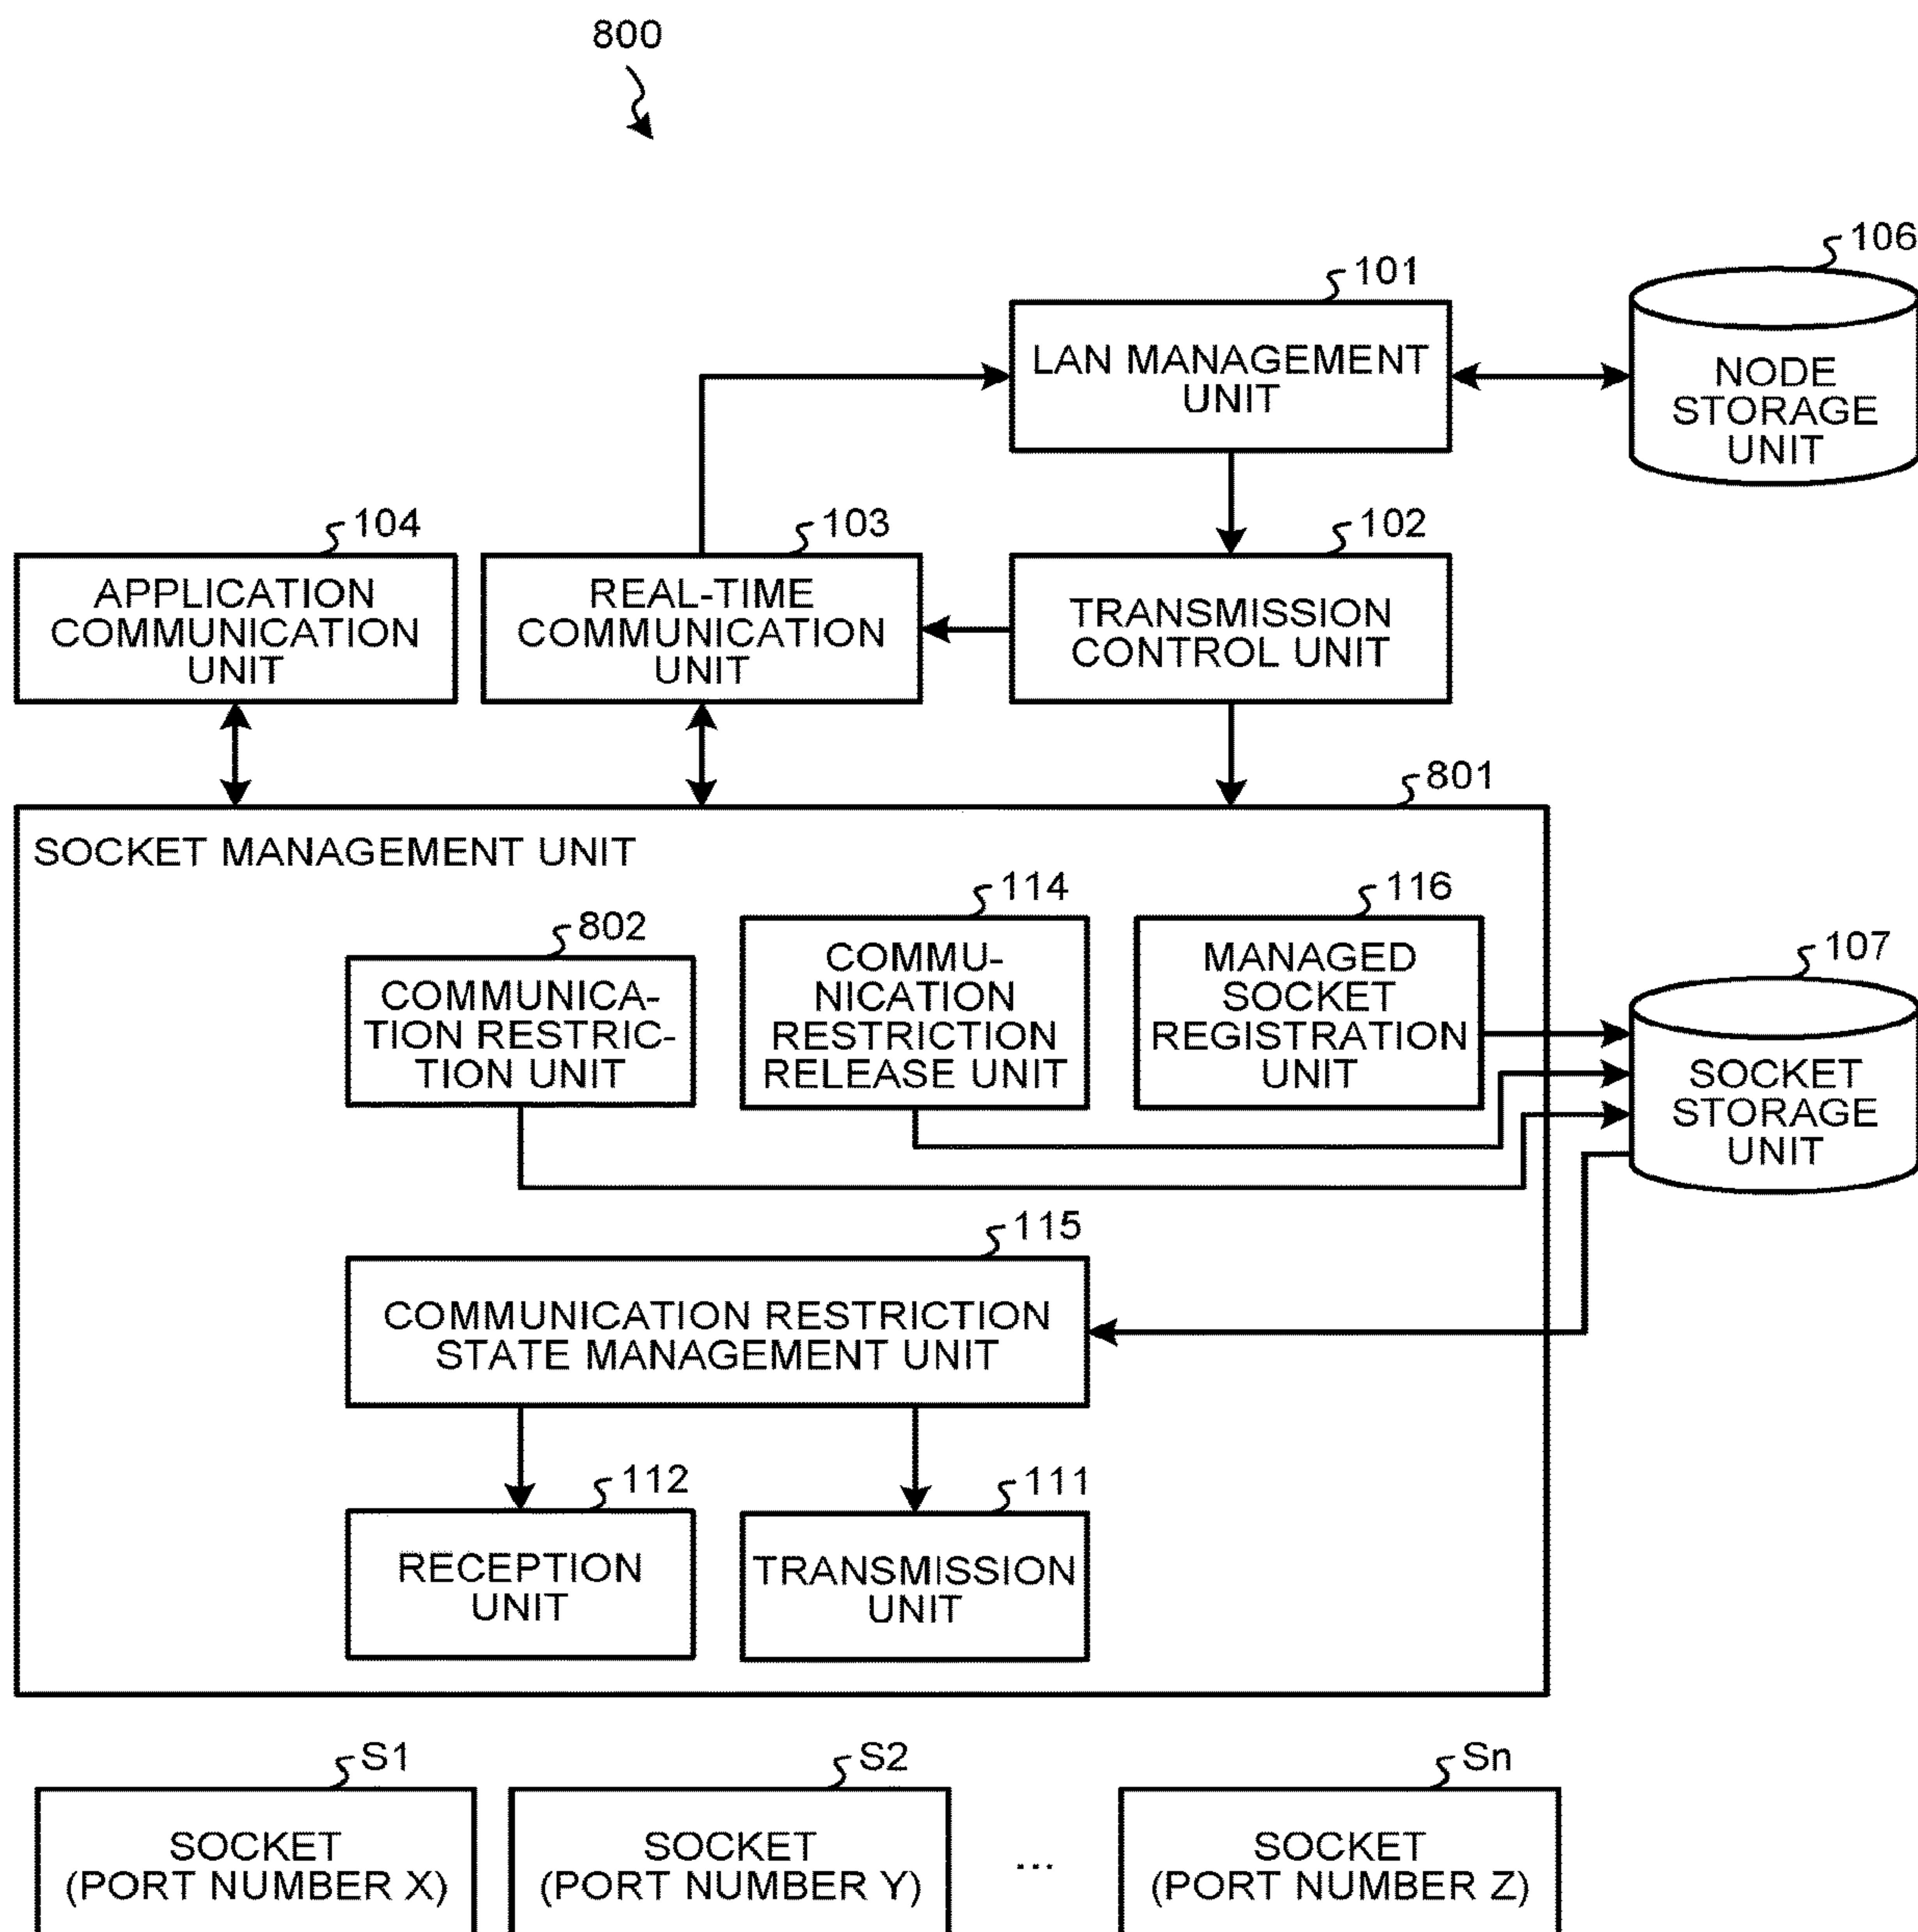 800
106
101
LAN MANAGEMENT
UNIT
NODE
STORAGE
UNIT
104
103
102
APPLICATION
COMMUNICATION
UNIT
REAL-TIME
COMMUNICATION
UNIT
TRANSMISSION
CONTROL UNIT
801
SOCKET MANAGEMENT UNIT
802
114
116
COMMUNICA-
TION RESTRIC-
TION UNIT
COMMU-
NICATION
RESTRICTION
RELEASE UNIT
MANAGED
SOCKET
REGISTRATION
UNIT
107
SOCKET
STORAGE
UNIT
115
COMMUNICATION RESTRICTION
STATE MANAGEMENT UNIT
112
111
RECEPTION
UNIT
TRANSMISSION
UNIT
S1
S2
Sn
SOCKET
(PORT NUMBER X)
SOCKET
(PORT NUMBER Y)
...
SOCKET
(PORT NUMBER Z)